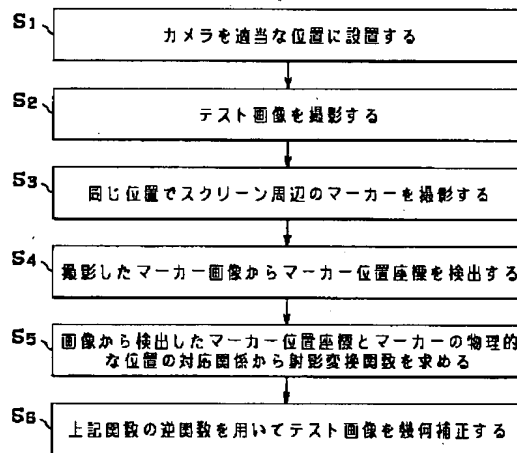 S1
カメラを適当な位置に設置する
S2
テスト画像を撮影する
S3
同じ位置でスクリーン周辺のマーカーを撮影する
S4
撮影したマーカー画像からマーカー位置座標を検出する
S5
画像から検出したマーカー位置座標とマーカーの物理的
な位置の対応関係から射影変換関数を求める
S6
上記関数の逆関数を用いてテスト画像を幾何補正する